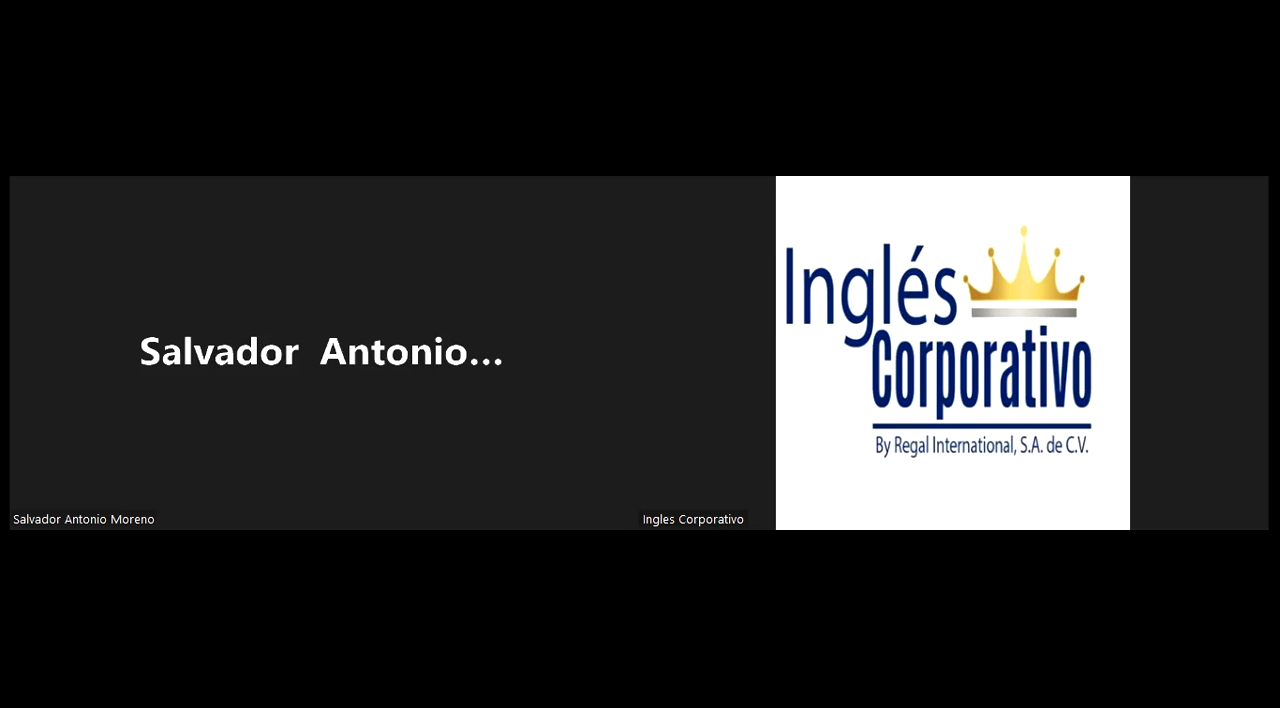 Salvador Antonio...
Salvador Antonio Moreno
Inglés
Corporativo
By Regal International, S.A. de C.V.
Ingles Corporativo